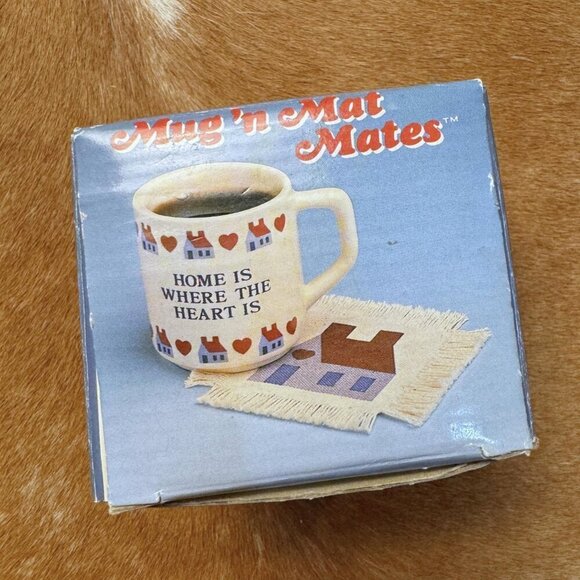 Mug 'n Mat
Mates™
HOME IS
WHERE THE
HEART IS